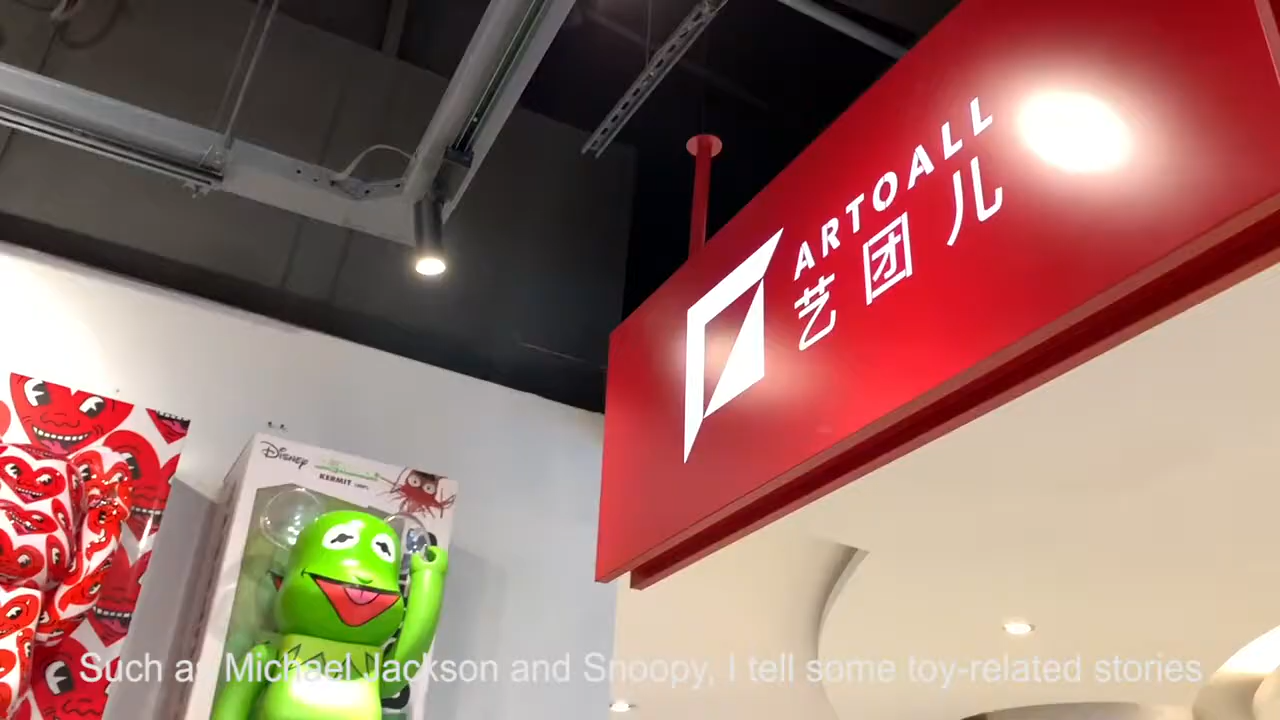 ARTOALL
艺团儿
DISNEY
KERMIT
Such as Michael Jackson and Snoopy, I tell some toy-related stories